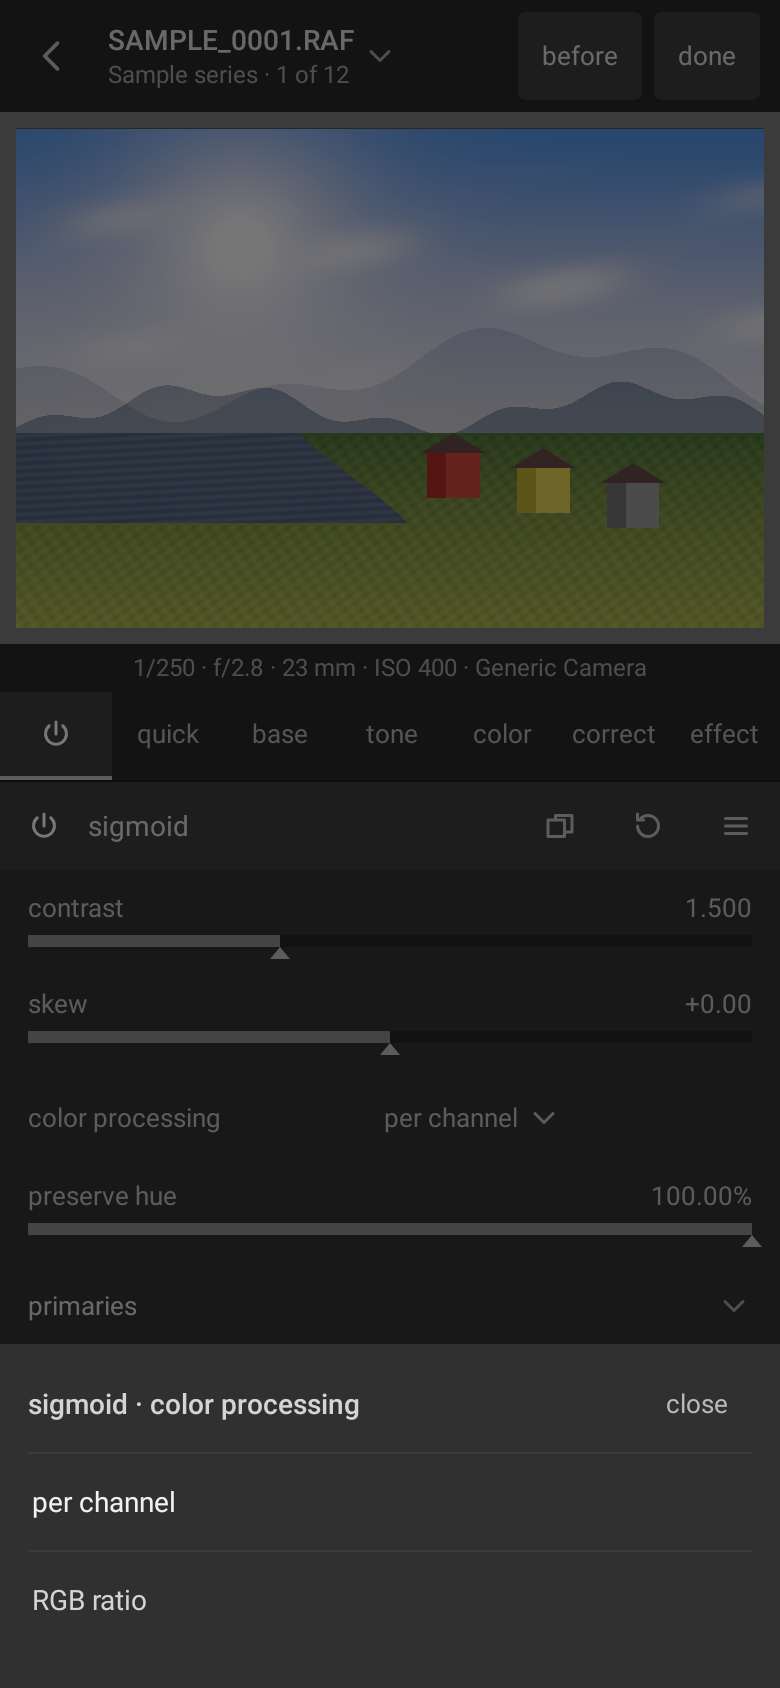 SAMPLE_0001.RAF
Sample series · 1 of 12
before
done
1/250 · f/2.8 · 23 mm · ISO 400 · Generic Camera
quick base tone color correct effect
sigmoid
contrast 1.500
skew +0.00
color processing per channel
preserve hue 100.00%
primaries
sigmoid · color processing close
per channel
RGB ratio